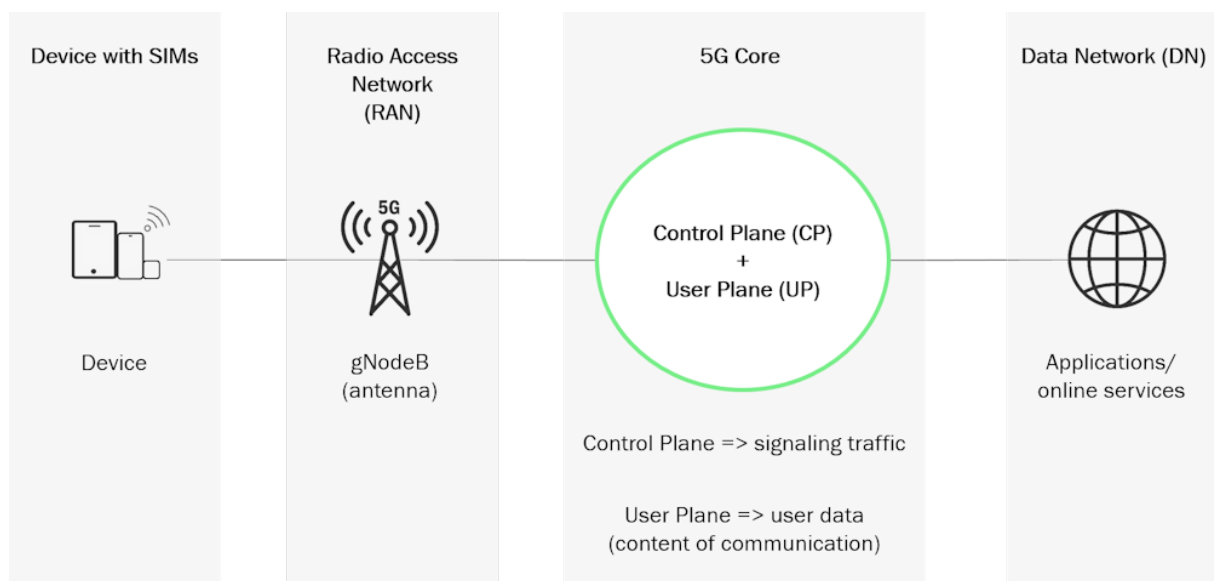 Device with SIMs
Radio Access
Network
(RAN)
5G Core
Data Network (DN)
5G
Control Plane (CP)
+
User Plane (UP)
Device
gNodeB
(antenna)
Applications/
online services
Control Plane => signaling traffic
User Plane => user data
(content of communication)